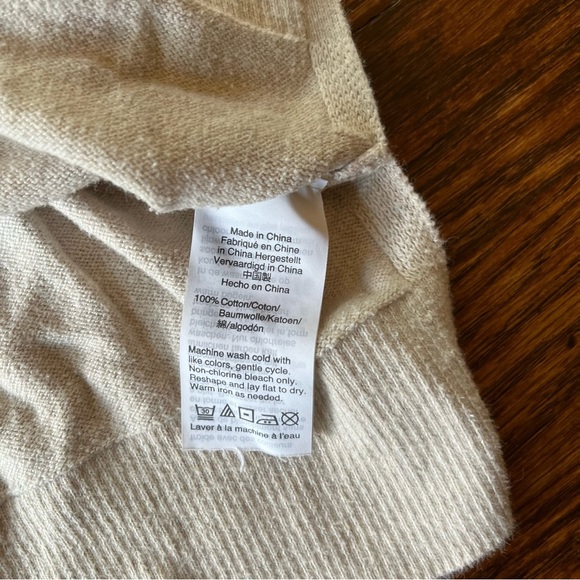 Made in China
Fabriqué en Chine
in China Hergestellt
Vervaardigd in China
中国製
Hecho en China
100% Cotton/Coton/
Baumwolle/Katoen/
綿/algodón
Machine wash cold with
like colors, gentle cycle.
Non-chlorine bleach only.
Reshape and lay flat to dry.
Warm iron as needed.
30
Laver à la machine à l'eau